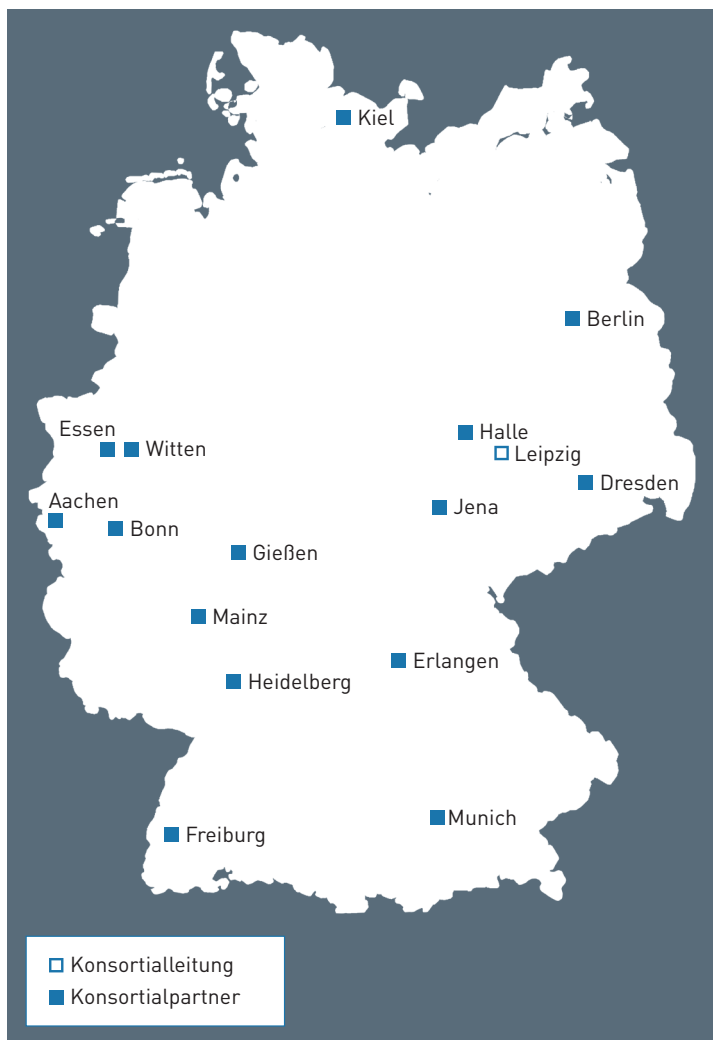 Kiel
Berlin
Essen
Witten
Halle
Leipzig
Dresden
Aachen
Bonn
Jena
Gießen
Mainz
Erlangen
Heidelberg
Munich
Freiburg
Konsortialleitung
Konsortialpartner